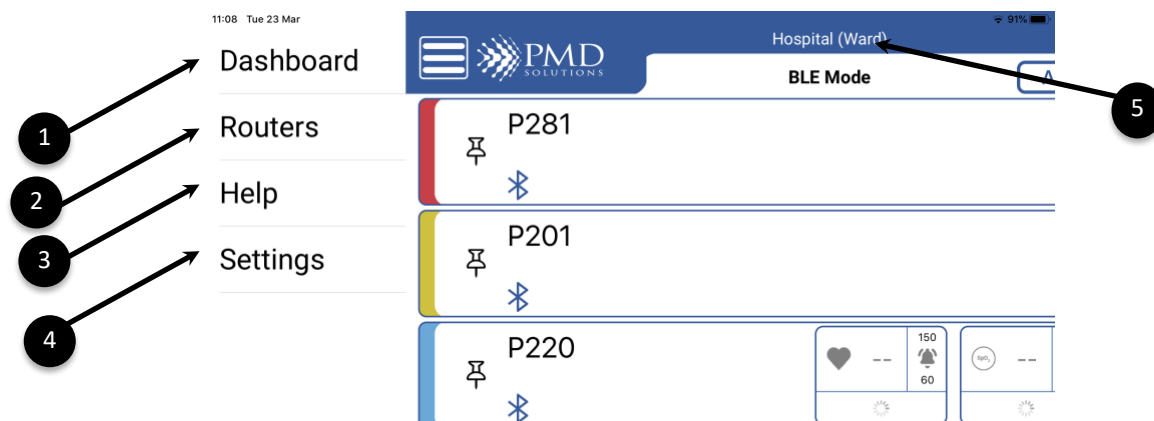 11:08 Tue 23 Mar
91%
Dashboard
Routers
Help
Settings
PMD
SOLUTIONS
Hospital (Ward)
BLE Mode
A
P281
P201
P220
-- 150
60
SpO₂ --
1
2
3
4
5